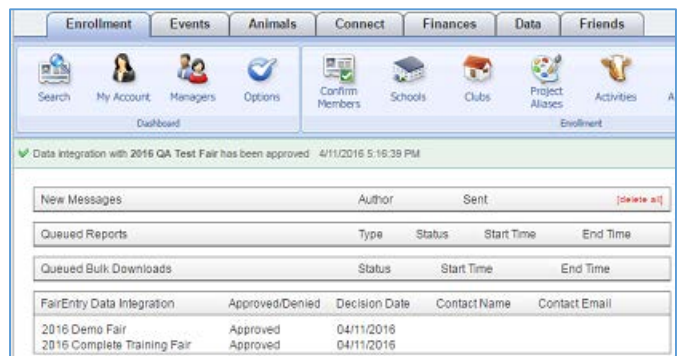 Enrollment Events Animals Connect Finances Data Friends
Search My Account Managers Options Confirm Members Schools Clubs Project Aliases Activities A
Dashboard Enrollment
Data integration with 2016 QA Test Fair has been approved 4/11/2016 5:16:39 PM
New Messages Author Sent [delete all]
Queued Reports Type Status Start Time End Time
Queued Bulk Downloads Status Start Time End Time
FairEntry Data Integration Approved/Denied Decision Date Contact Name Contact Email
2016 Demo Fair Approved 04/11/2016
2016 Complete Training Fair Approved 04/11/2016